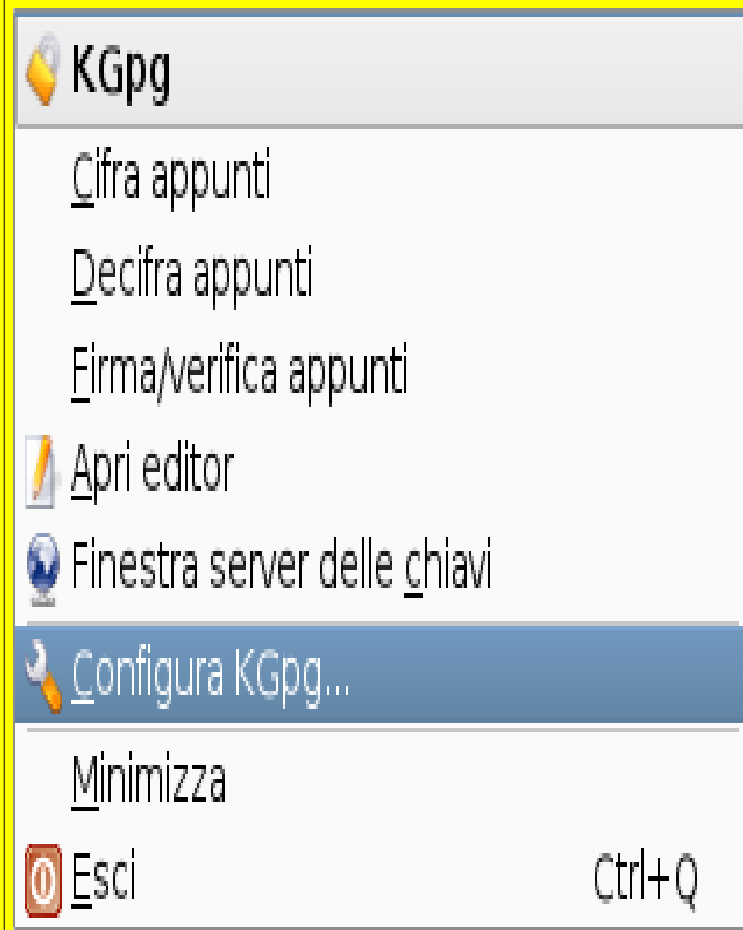 KGpg
Cifra appunti
Decifra appunti
Firma/verifica appunti
Apri editor
Finestra server delle chiavi
Configura KGpg...
Minimizza
Esci Ctrl+Q